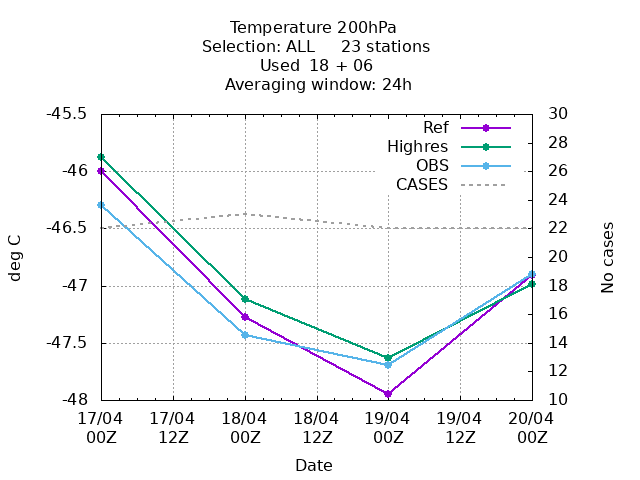 Temperature 200hPa
Selection: ALL     23 stations
Used  18 + 06
Averaging window: 24h
-45.5
-46
-46.5
-47
-47.5
-48
deg C
30
28
26
24
22
20
18
16
14
12
10
No cases
Ref
Highres
OBS
CASES
17/04 17/04 18/04 18/04 19/04 19/04 20/04
00Z 12Z 00Z 12Z 00Z 12Z 00Z
Date